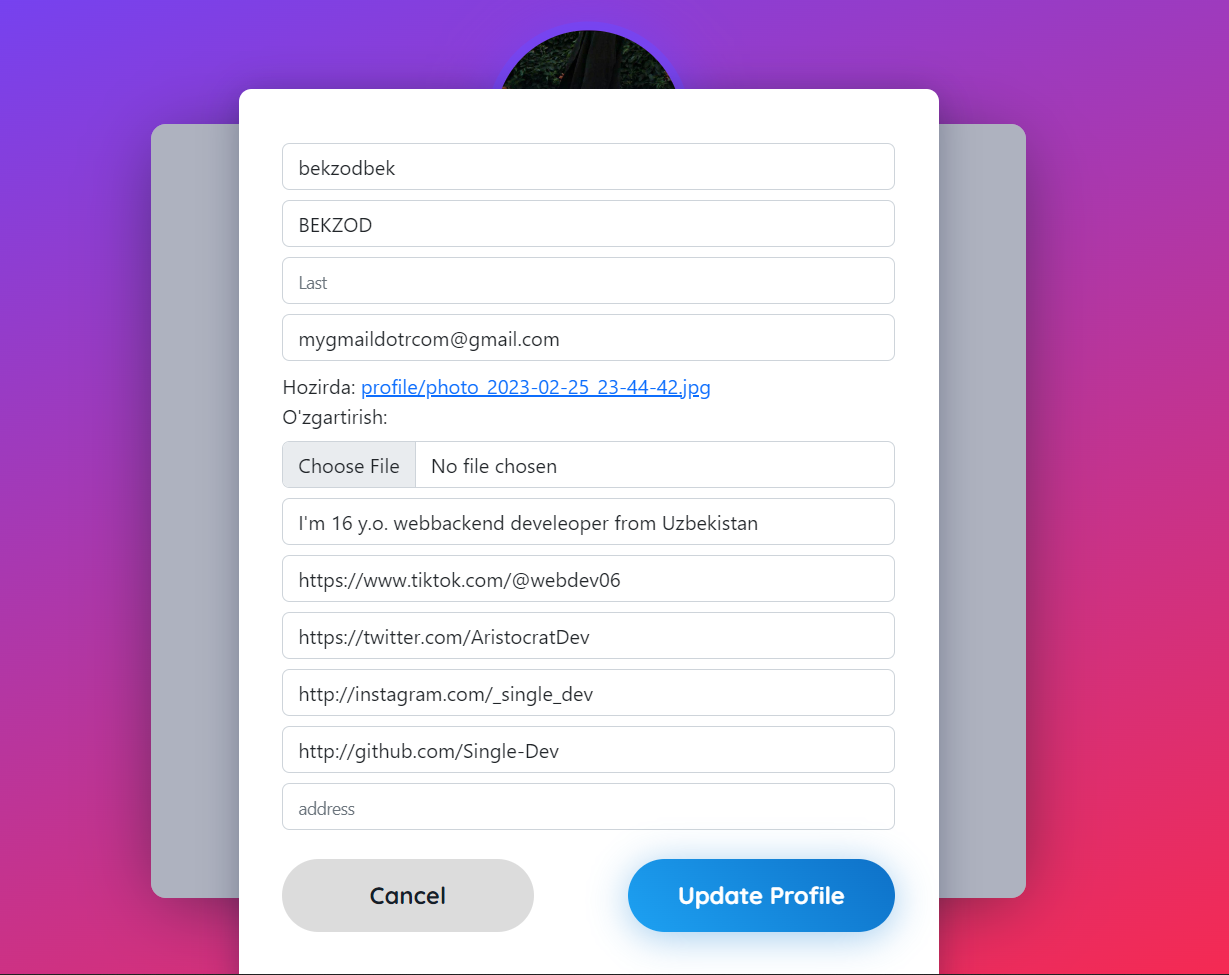 bekzodbek
BEKZOD
Last
mygmaildotrcom@gmail.com
Hozirda: profile/photo_2023-02-25_23-44-42.jpg
O'zgartirish:
Choose File No file chosen
I'm 16 y.o. webbackend develeoper from Uzbekistan
https://www.tiktok.com/@webdev06
https://twitter.com/AristocratDev
http://instagram.com/_single_dev
http://github.com/Single-Dev
address
Cancel Update Profile